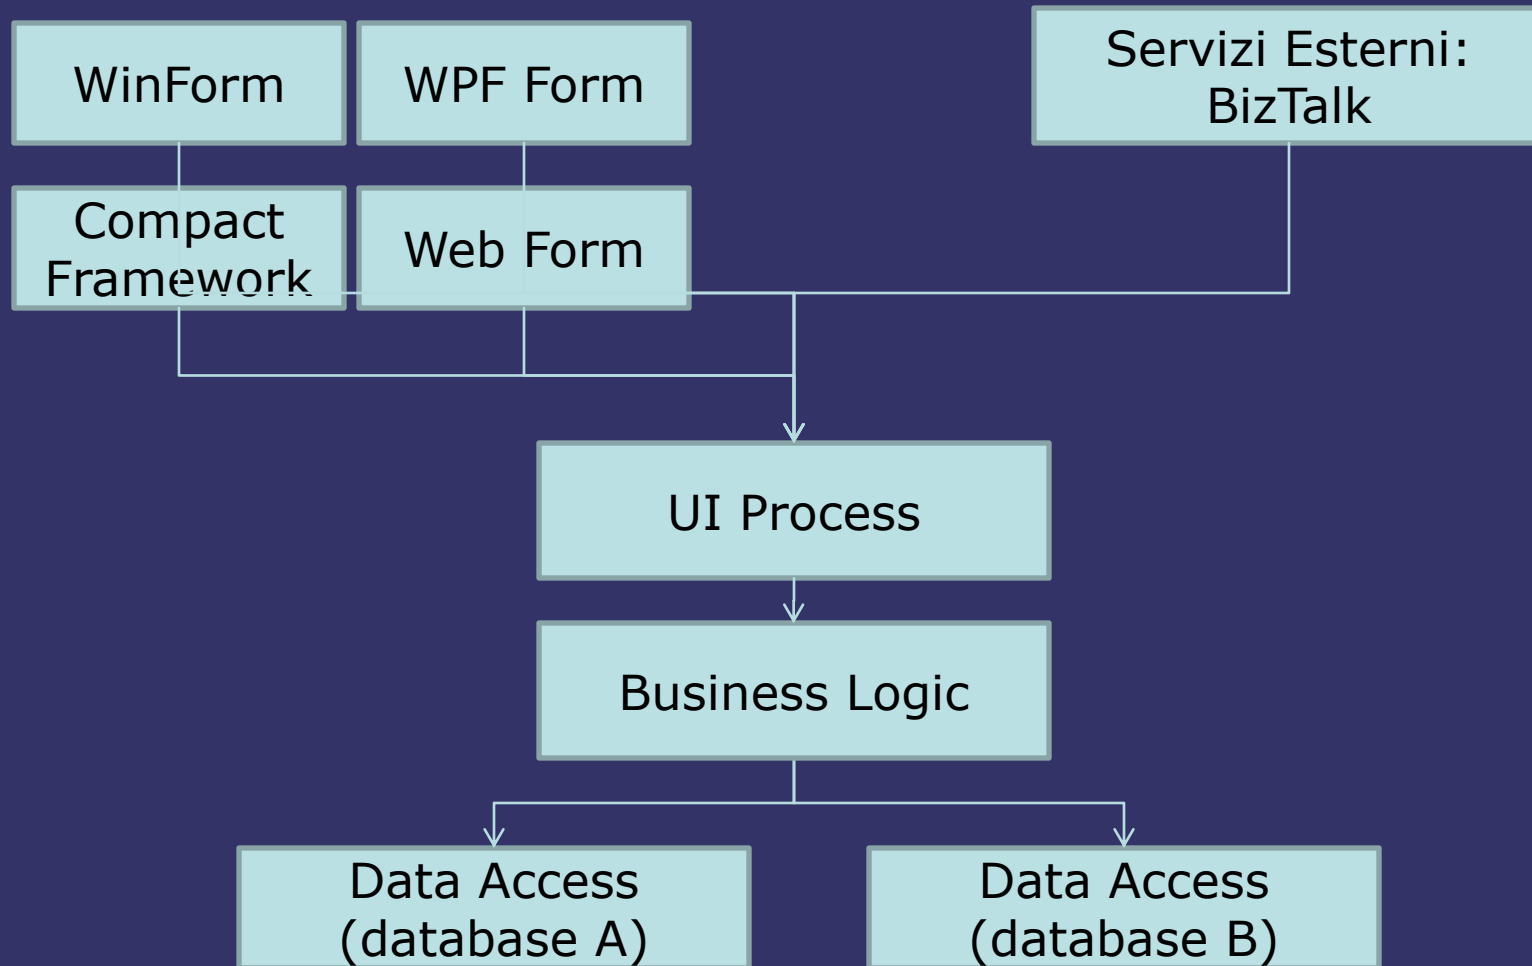 WinForm
WPF Form
Servizi Esterni:
BizTalk
Compact
Framework
Web Form
UI Process
Business Logic
Data Access
(database A)
Data Access
(database B)